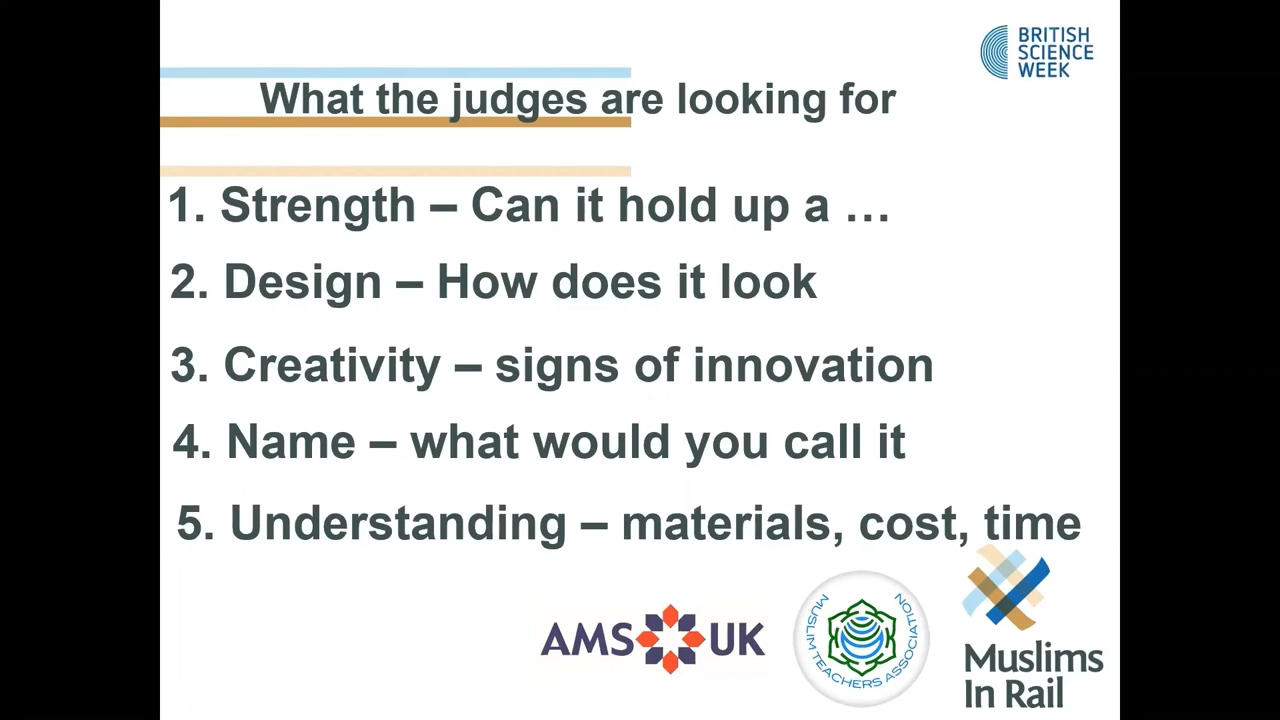 BRITISH
SCIENCE
WEEK
What the judges are looking for
1. Strength – Can it hold up a …
2. Design – How does it look
3. Creativity – signs of innovation
4. Name – what would you call it
5. Understanding – materials, cost, time
AMS UK
MUSLIM TEACHERS ASSOCIATION
Muslims
In Rail